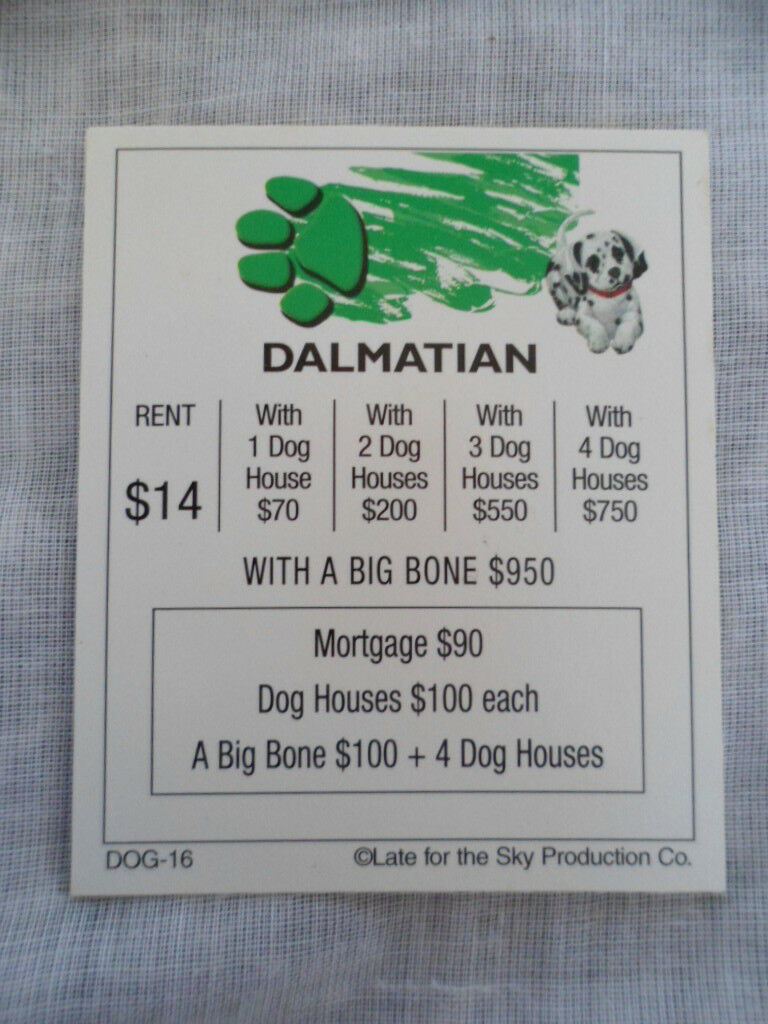 DALMATIAN
RENT
$14
With
1 Dog
House
$70
With
2 Dog
Houses
$200
With
3 Dog
Houses
$550
With
4 Dog
Houses
$750
WITH A BIG BONE $950
Mortgage $90
Dog Houses $100 each
A Big Bone $100 + 4 Dog Houses
DOG-16
©Late for the Sky Production Co.